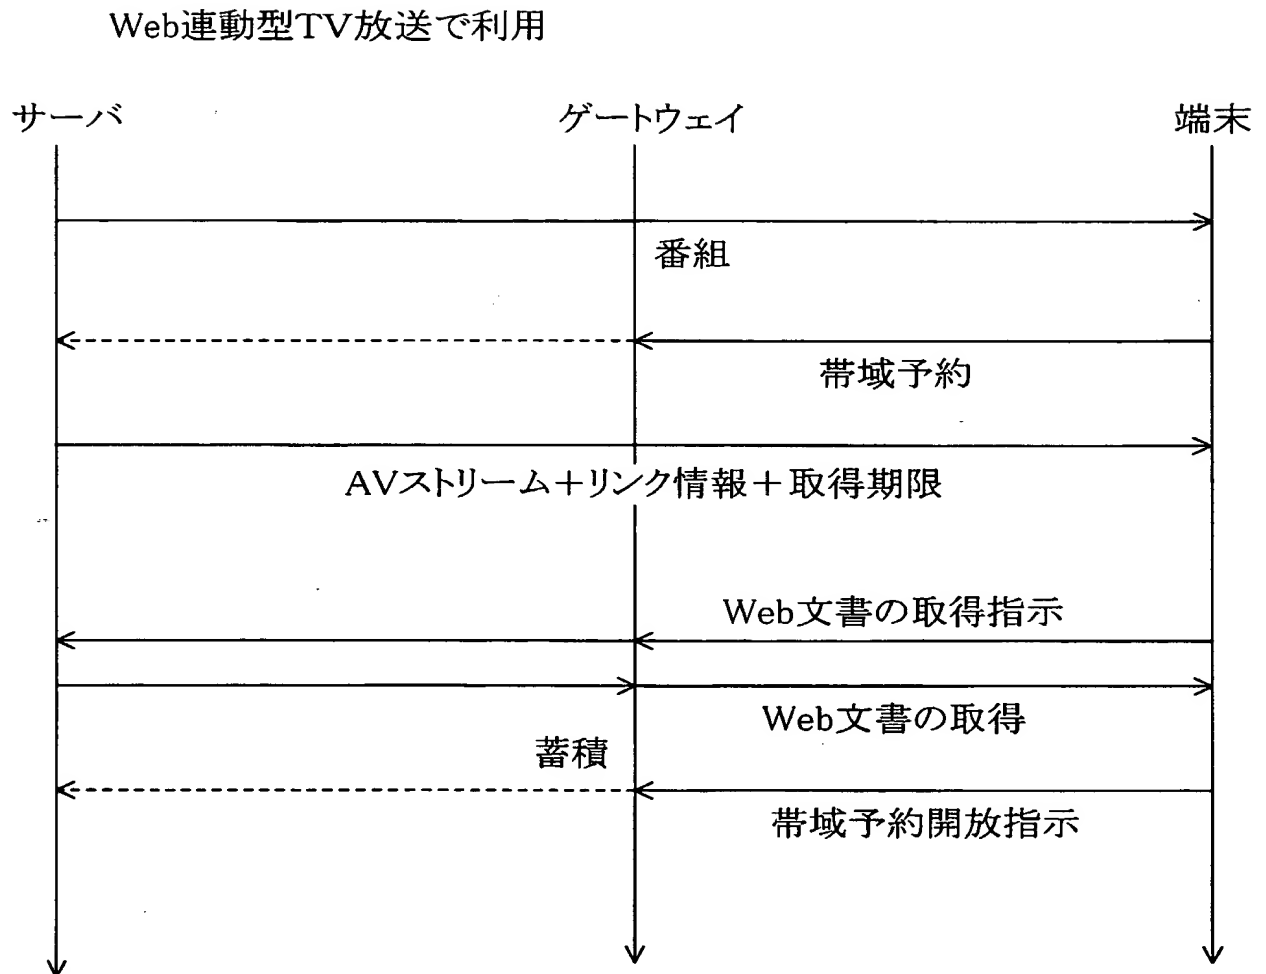 Web連動型TV放送で利用
サーバ
ゲートウェイ
端末
番組
帯域予約
AVストリーム＋リンク情報＋取得期限
Web文書の取得指示
Web文書の取得
蓄積
帯域予約開放指示